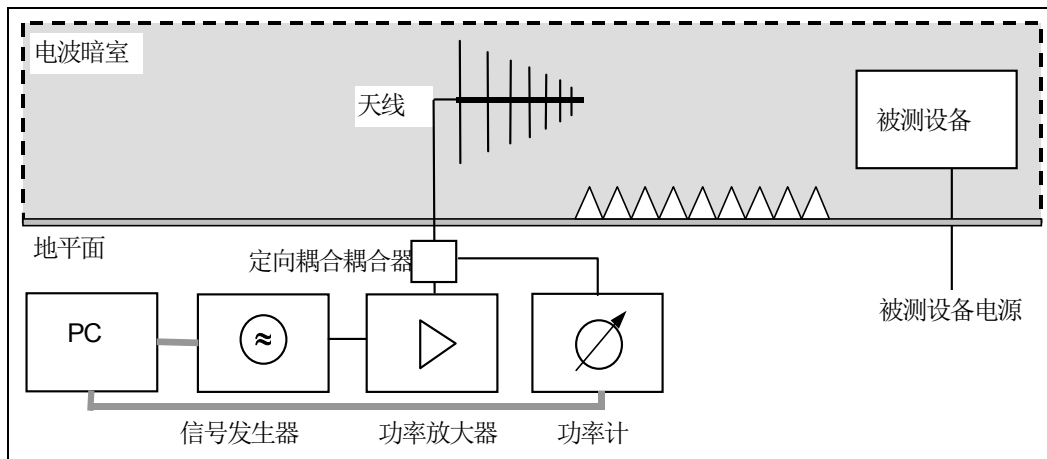 电波暗室
天线
被测设备
地平面
定向耦合耦合器
被测设备电源
PC
≈
信号发生器
功率放大器
功率计